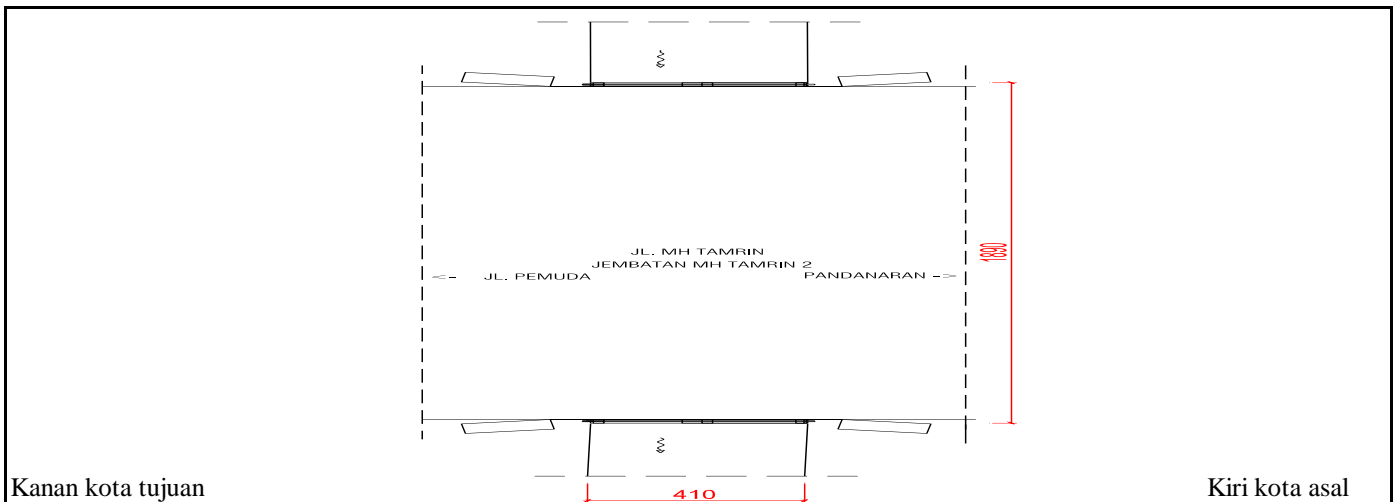 JL. MH TAMRIN
JEMBATAN MH TAMRIN 2
<- JL. PEMUDA PANDANARAN ->
1890
Kanan kota tujuan
410
Kiri kota asal